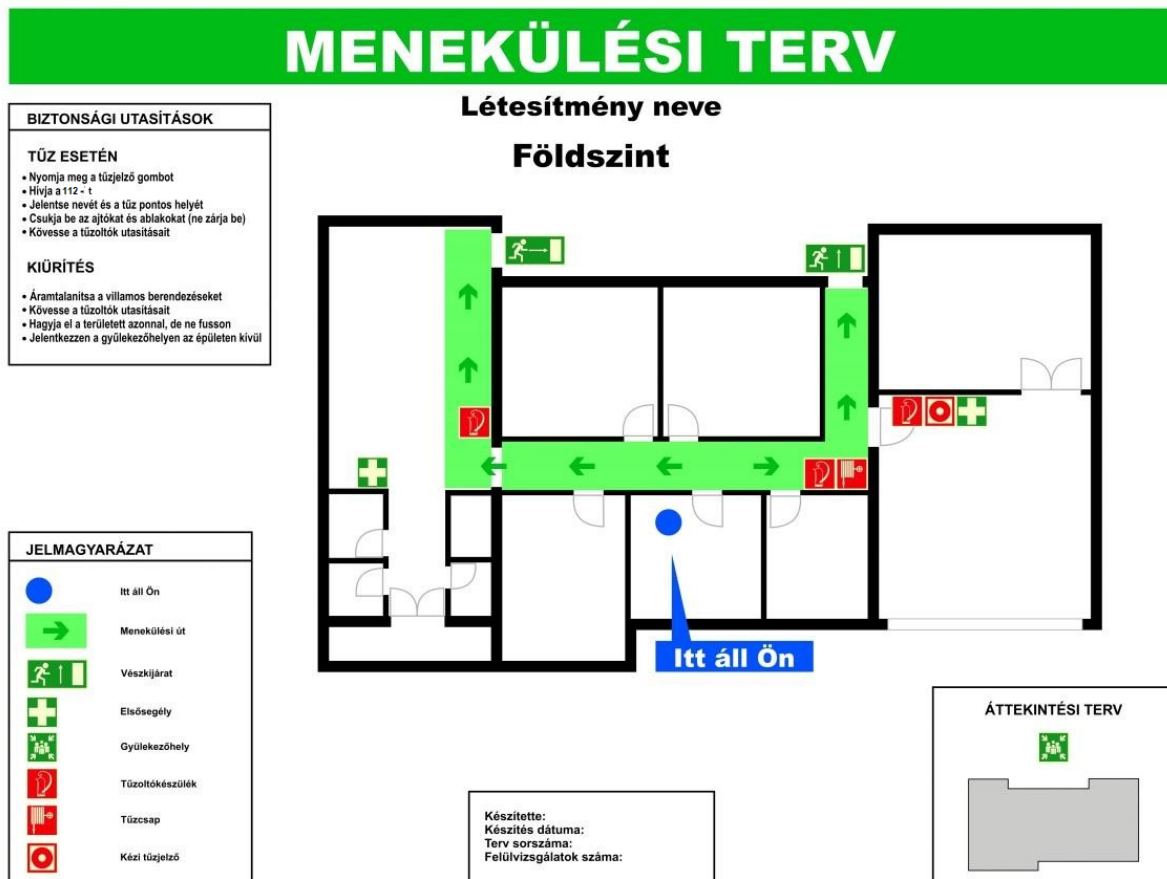 MENEKÜLÉSI TERV
Létesítmény neve
Földszint
BIZTONSÁGI UTASÍTÁSOK
TŰZ ESETÉN
• Nyomja meg a tűzjelző gombot
• Hívja a 112 - t
• Jelentse nevét és a tűz pontos helyét
• Csukja be az ajtókat és ablakokat (ne zárja be)
• Kövesse a tűzoltók utasításait
KIÜRÍTÉS
• Áramtalanítsa a villamos berendezéseket
• Kövesse a tűzoltók utasításait
• Hagyja el a területett azonnal, de ne fusson
• Jelentkezzen a gyűlekezőhelyen az épületen kívül
Itt áll Ön
JELMAGYARÁZAT
Itt áll Ön
Menekülési út
Vészkijárat
Elsősegély
Gyülekezőhely
Tűzoltókészülék
Tűzcsap
Kézi tűzjelző
Készítette:
Készítés dátuma:
Terv sorszáma:
Felülvizsgálatok száma:
ÁTTEKINTÉSI TERV